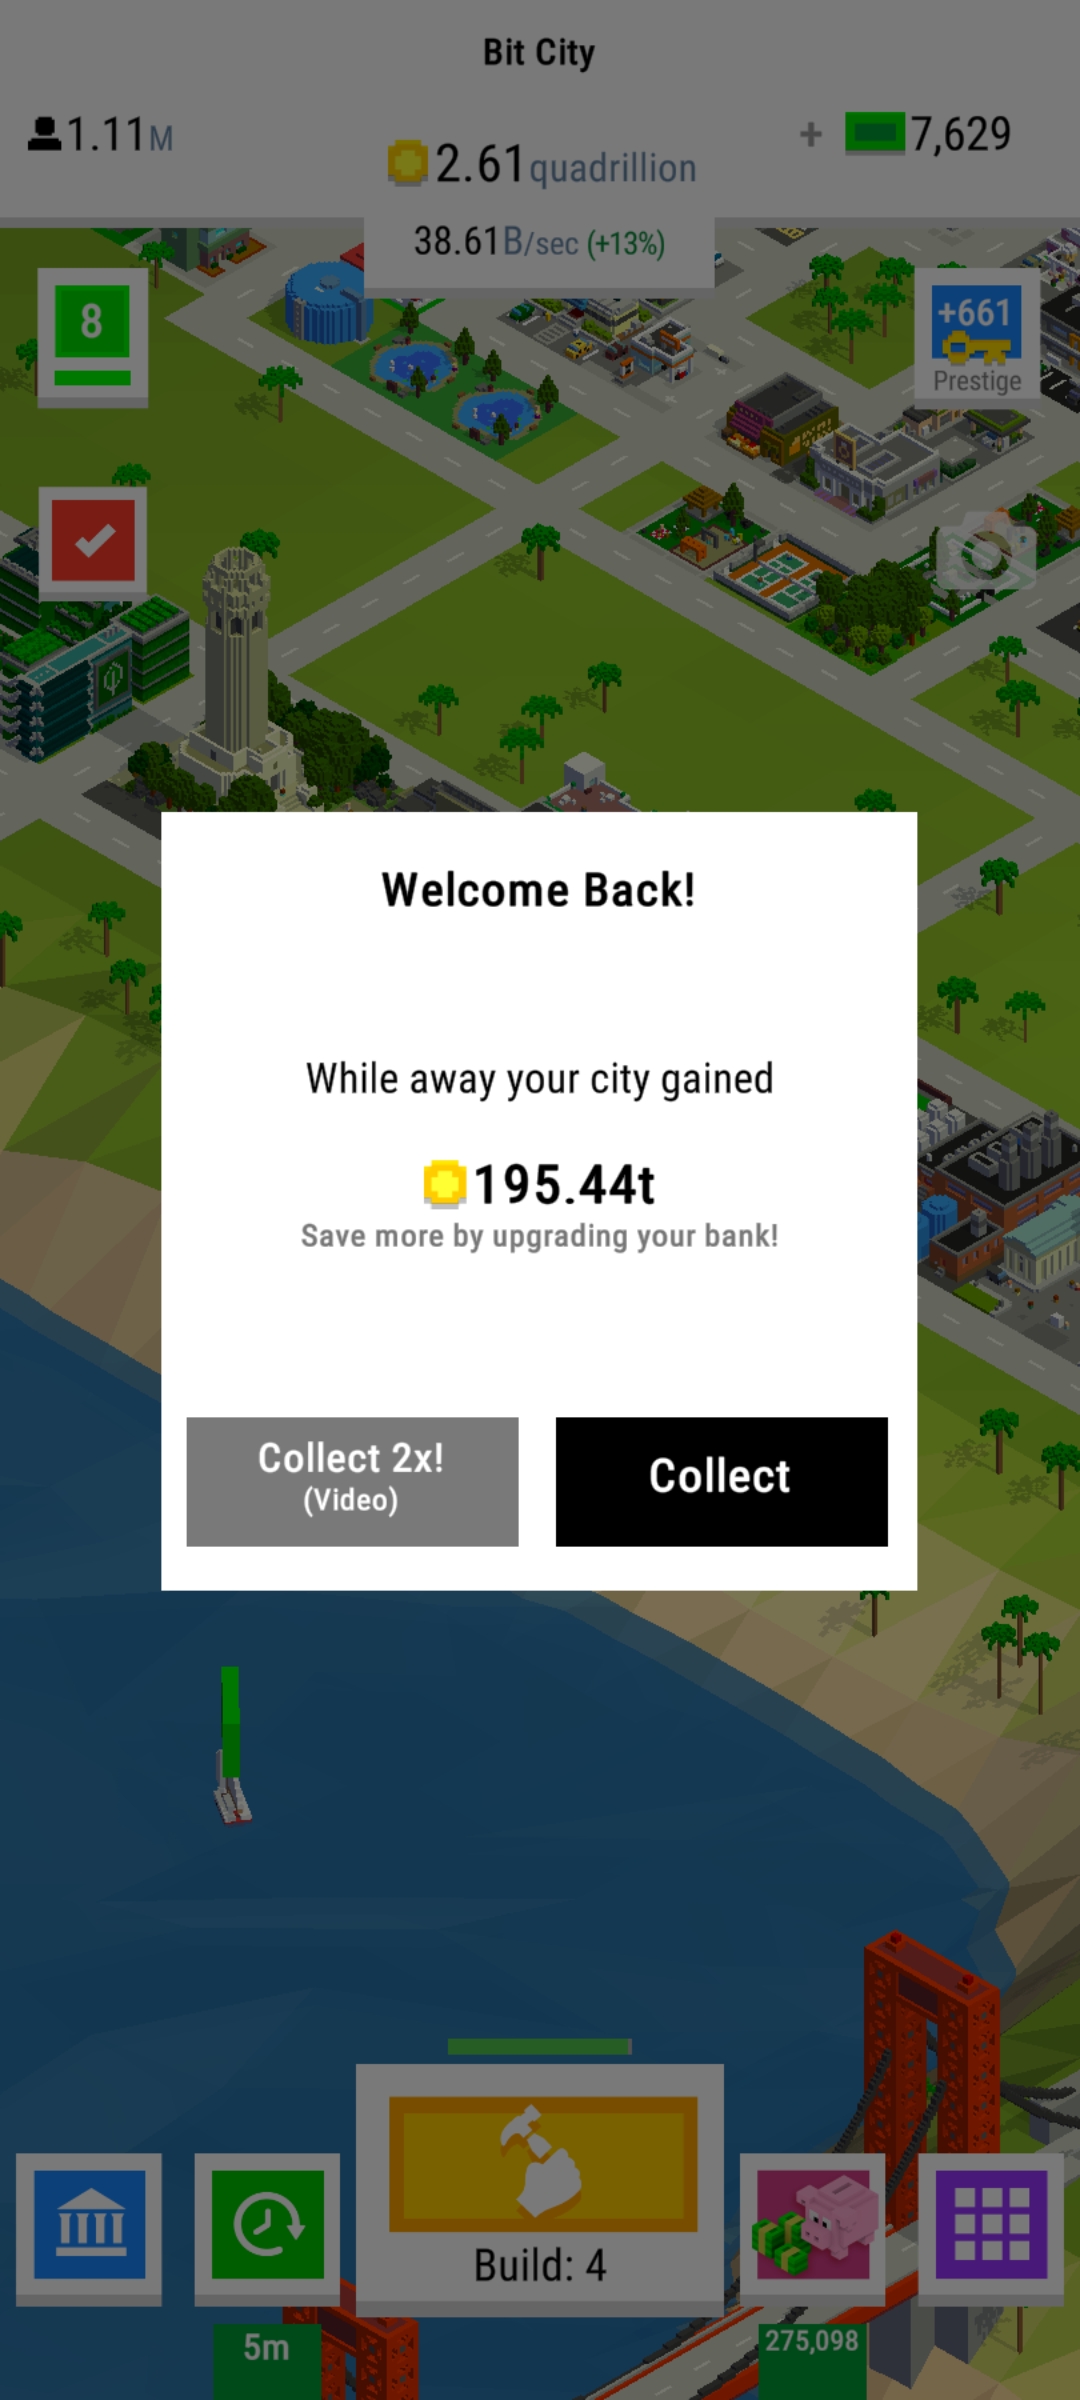 Bit City
1.11M
2.61quadrillion
+ 7,629
38.61B/sec (+13%)
8
+661
Prestige
Welcome Back!
While away your city gained
195.44t
Save more by upgrading your bank!
Collect 2x!
(Video)
Collect
Build: 4
5m
275,098